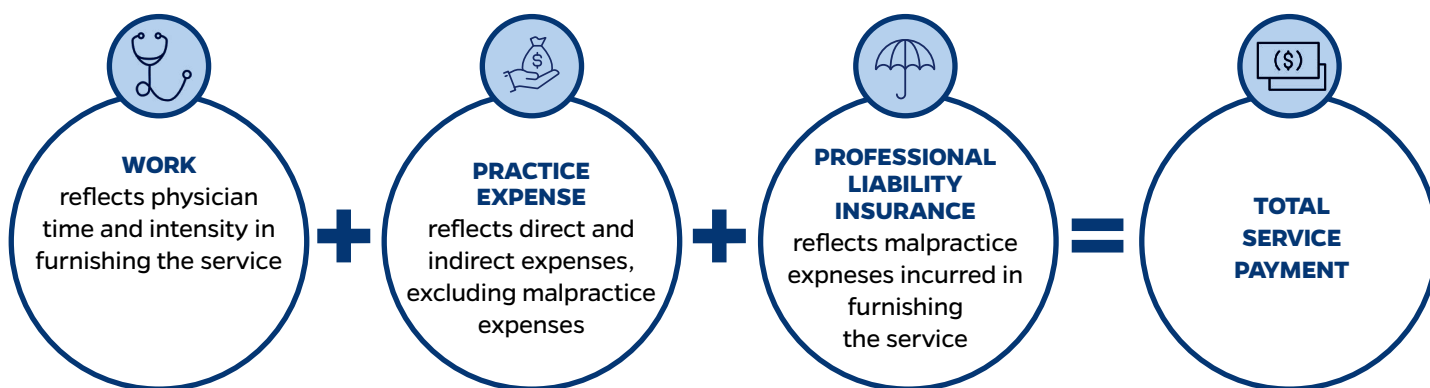 ($)
$
WORK
reflects physician
time and intensity in
furnishing the service
+
PRACTICE
EXPENSE
reflects direct and
indirect expenses,
excluding malpractice
expenses
+
PROFESSIONAL
LIABILITY
INSURANCE
reflects malpractice
expneses incurred in
furnishing
the service
=
TOTAL
SERVICE
PAYMENT